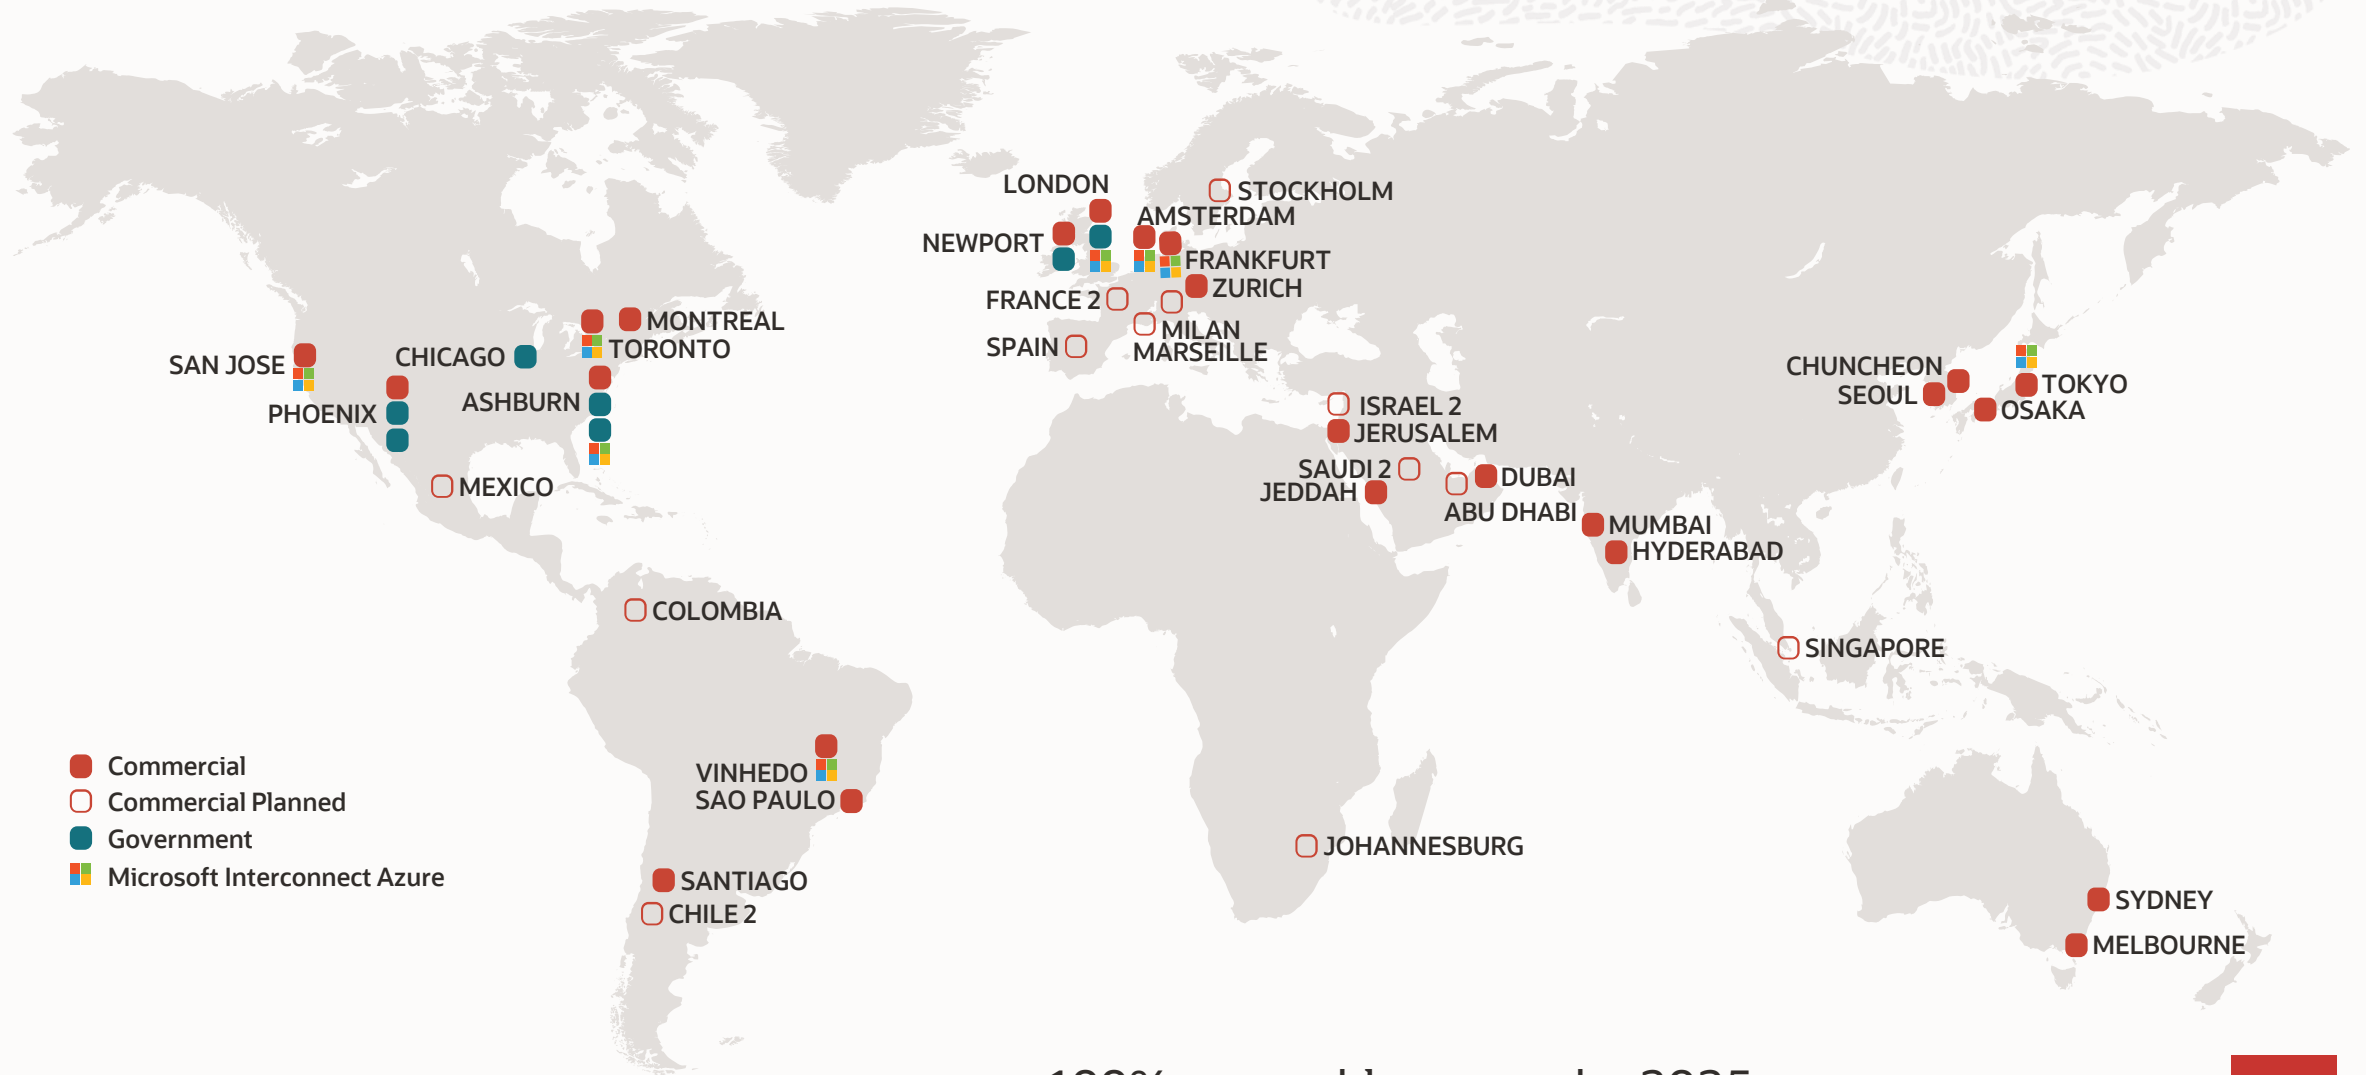 LONDON
STOCKHOLM
AMSTERDAM
NEWPORT
FRANKFURT
ZURICH
FRANCE 2
MILAN
MARSEILLE
SPAIN
MONTREAL
TORONTO
SAN JOSE
CHICAGO
PHOENIX
ASHBURN
MEXICO
CHUNCHEON
SEOUL
TOKYO
OSAKA
ISRAEL 2
JERUSALEM
SAUDI 2
JEDDAH
DUBAI
ABU DHABI
MUMBAI
HYDERABAD
COLOMBIA
SINGAPORE
VINHEDO
SAO PAULO
JOHANNESBURG
SANTIAGO
CHILE 2
SYDNEY
MELBOURNE
Commercial
Commercial Planned
Government
Microsoft Interconnect Azure